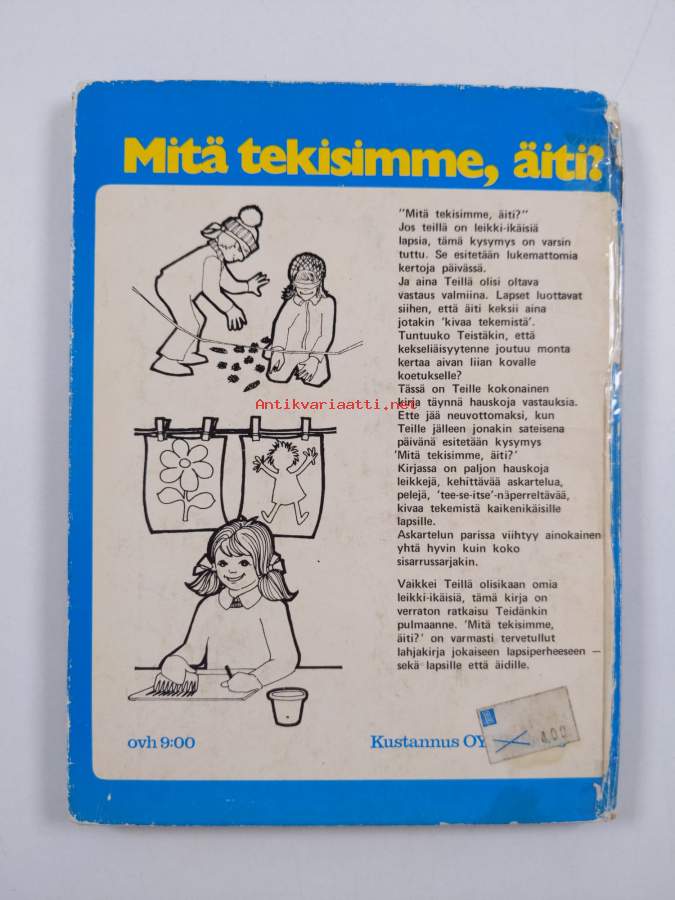 Mitä tekisimme, äiti?
"Mitä tekisimme, äiti?"
Jos teillä on leikki-ikäisiä
lapsia, tämä kysymys on varsin
tuttu. Se esitetään lukemattomia
kertoja päivässä.
Ja aina Teillä olisi oltava
vastaus valmiina. Lapset luottavat
siihen, että äiti keksii aina
jotakin 'kivaa tekemistä'.
Tuntuuko Teistäkin, että
kekseliäisyytenne joutuu monta
kertaa aivan liian kovalle
koetukselle?
Tässä on Teille kokonainen
kirja täynnä hauskoja vastauksia.
Ette jää neuvottomaksi, kun
Teille jälleen jonakin sateisena
päivänä esitetään kysymys
'Mitä tekisimme, äiti?'
Kirjassa on paljon hauskoja
leikkejä, kehittävää askartelua,
pelejä, 'tee-se-itse'-näperreltävää,
kivaa tekemistä kaikenikäisille
lapsille.
Askartelun parissa viihtyy ainokainen
yhtä hyvin kuin koko
sisarussarjakin.
Vaikkei Teillä olisikaan omia
leikki-ikäisiä, tämä kirja on
verraton ratkaisu Teidänkin
pulmaanne. 'Mitä tekisimme,
äiti?' on varmasti tervetullut
lahjakirja jokaiseen lapsiperheeseen —
sekä lapsille että äidille.
Antikvariaatti.net
ovh 9:00
Kustannus OY
400